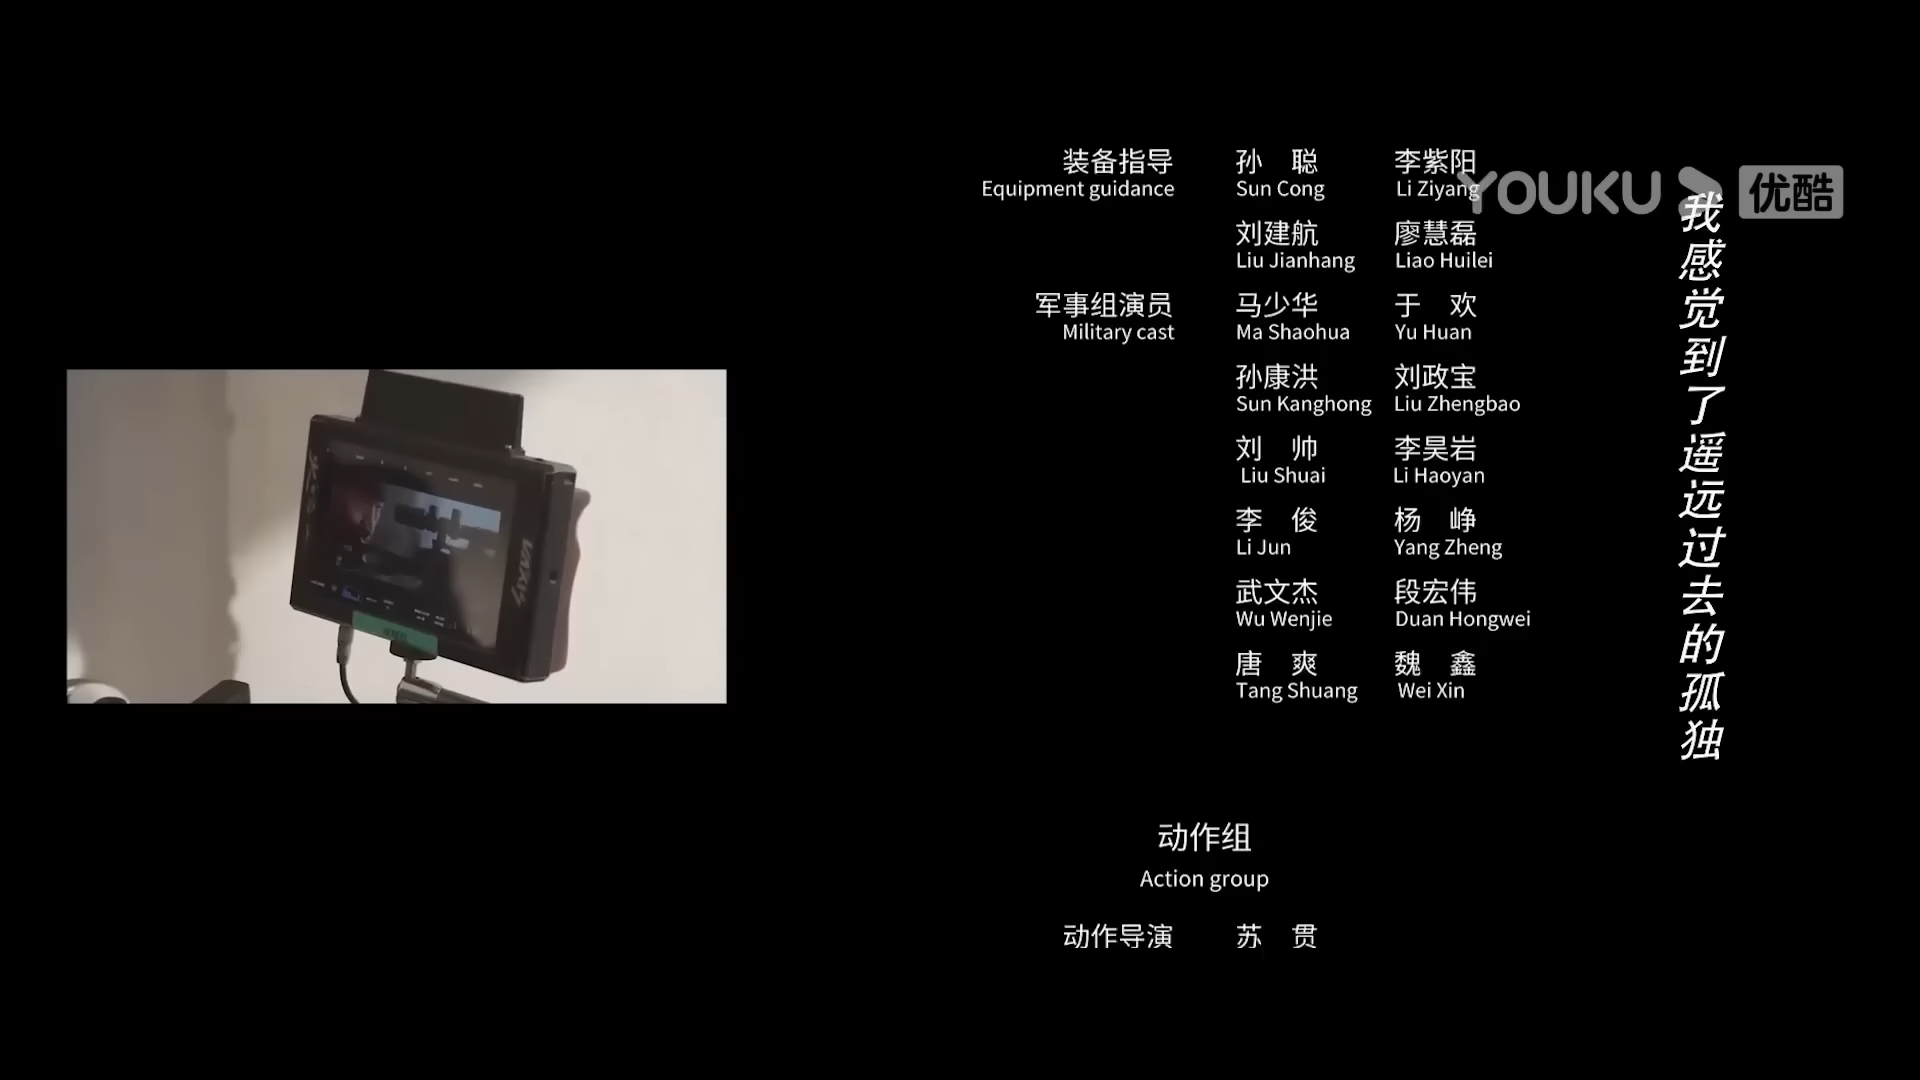 装备指导 孙 聪 李紫阳
Equipment guidance Sun Cong Li Ziyang
刘建航 廖慧磊
Liu Jianhang Liao Huilei
军事组演员 马少华 于 欢
Military cast Ma Shaohua Yu Huan
孙康洪 刘政宝
Sun Kanghong Liu Zhengbao
刘 帅 李昊岩
Liu Shuai Li Haoyan
李 俊 杨 峥
Li Jun Yang Zheng
武文杰 段宏伟
Wu Wenjie Duan Hongwei
唐 爽 魏 鑫
Tang Shuang Wei Xin
动作组
Action group
动作导演 苏 贯
YOUKU 优酷
我感觉到了遥远过去的孤独
VAXIS